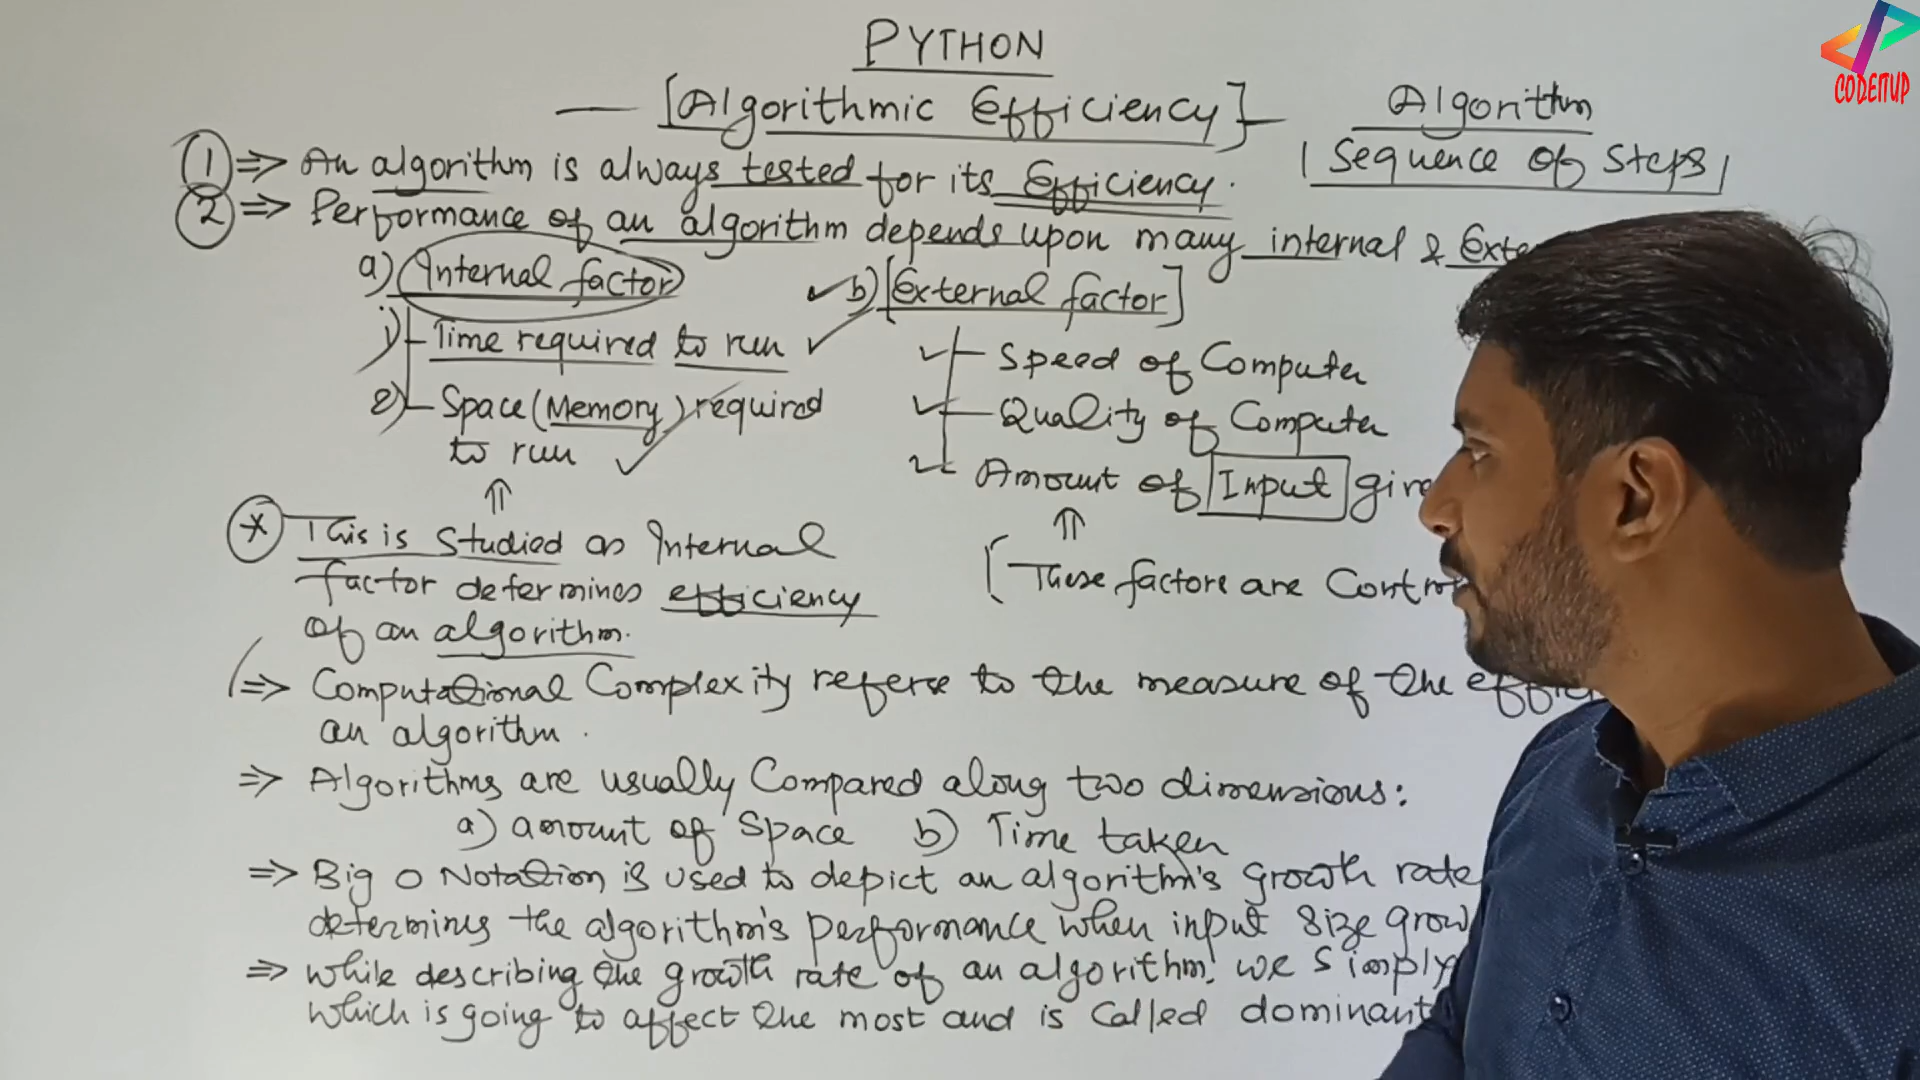 PYTHON
[Algorithmic Efficiency]
Algorithm
Sequence of Steps
CODEITUP
1 ⇒ An algorithm is always tested for its Efficiency.
2 ⇒ Performance of an algorithm depends upon many internal & 
a) Internal factor
i) Time required to run ✓
2) Space (Memory) required
to run ✓
⇑
✓ b) [External factor]
✓ Speed of Computer
✓ Quality of Computer
✓ Amount of Input
⇑
[These factors are
* This is Studied as Internal
factor determines efficiency
of an algorithm.
⇒ Computational Complexity refers to the measure of the
an algorithm.
⇒ Algorithms are usually Compared along two dimensions:
a) amount of Space b) Time taken
⇒ Big O Notation is used to depict an algorithm's growth rate
determines the algorithm's performance when input size
⇒ while describing the growth rate of an algorithm, we simply
which is going to affect the most and is called dominant